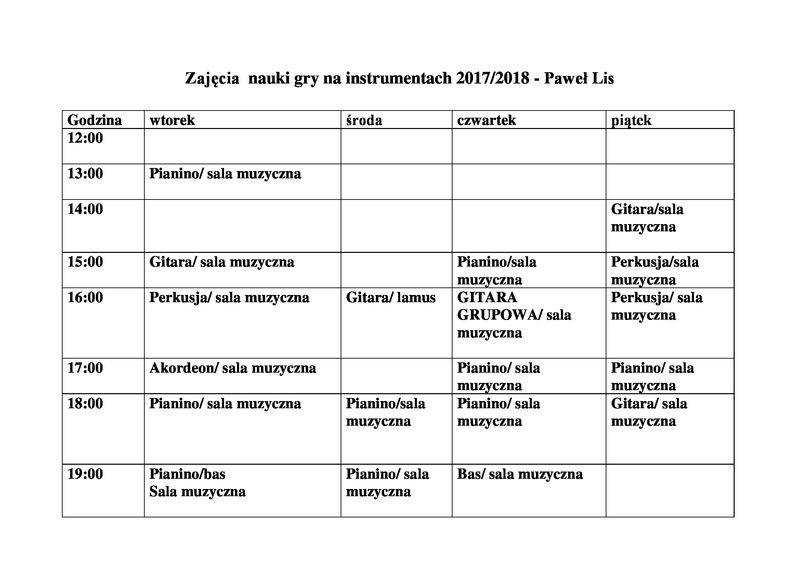 Zajęcia  nauki gry na instrumentach 2017/2018 - Paweł Lis
Godzina wtorek środa czwartek piątek
12:00
13:00 Pianino/ sala muzyczna
14:00 Gitara/sala
muzyczna
15:00 Gitara/ sala muzyczna Pianino/sala Perkusja/sala
muzyczna muzyczna
16:00 Perkusja/ sala muzyczna Gitara/ lamus GITARA Perkusja/ sala
GRUPOWA/ sala muzyczna
muzyczna
17:00 Akordeon/ sala muzyczna Pianino/ sala Pianino/ sala
muzyczna muzyczna
18:00 Pianino/ sala muzyczna Pianino/sala Pianino/ sala Gitara/ sala
muzyczna muzyczna muzyczna
19:00 Pianino/bas Pianino/ sala Bas/ sala muzyczna
Sala muzyczna muzyczna